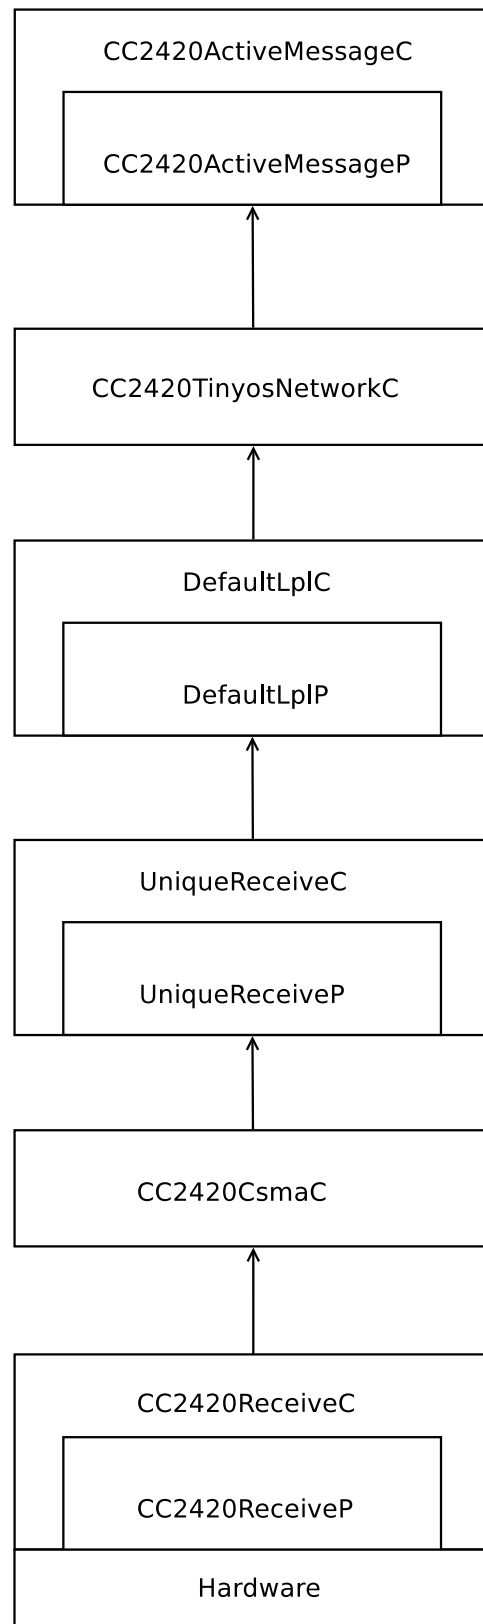 CC2420ActiveMessageC
CC2420ActiveMessageP
CC2420TinyosNetworkC
DefaultLplC
DefaultLplP
UniqueReceiveC
UniqueReceiveP
CC2420CsmaC
CC2420ReceiveC
CC2420ReceiveP
Hardware